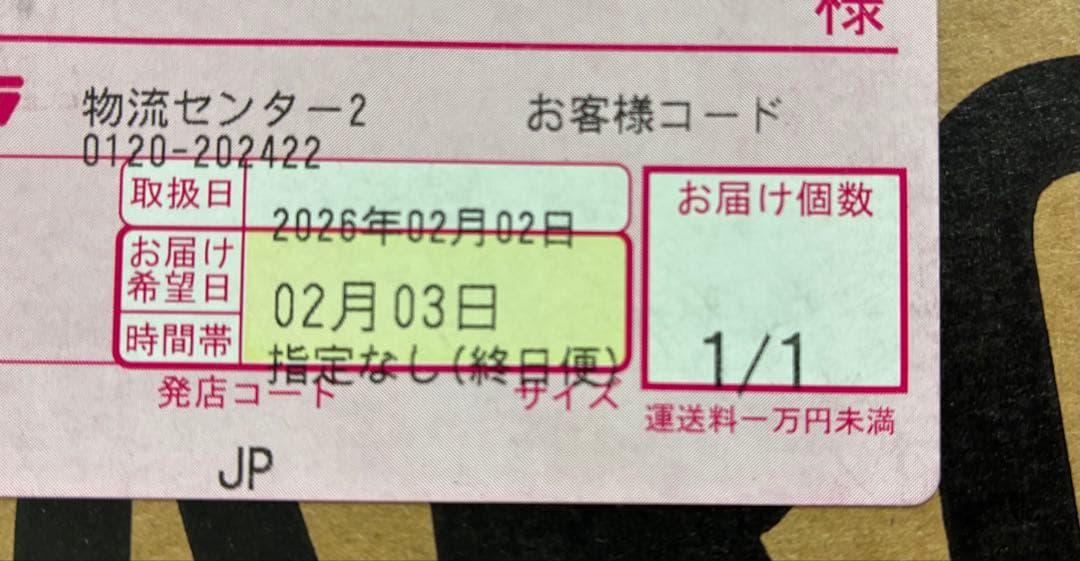 様
物流センター2
お客様コード
0120-202422
取扱日
2026年02月02日
お届け個数
お届け
希望日
02月03日
時間帯
指定なし(終日便)
1/1
発店コード
サイズ
運送料一万円未満
JP